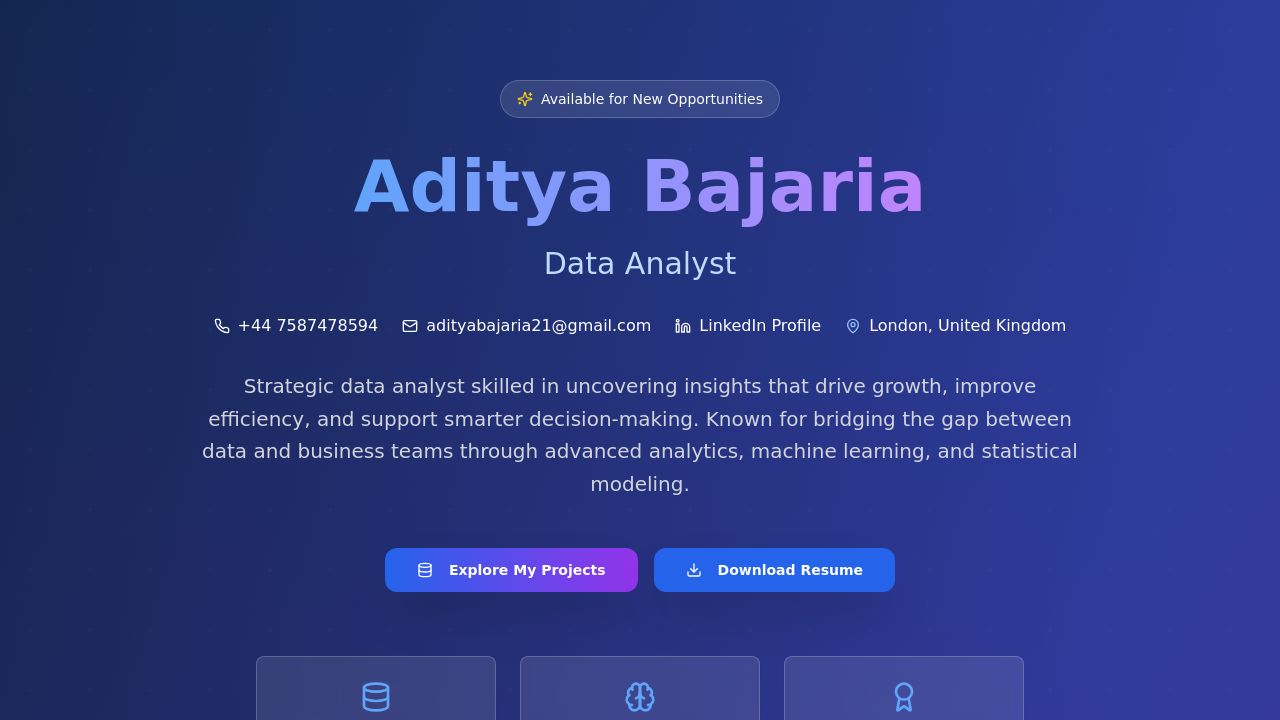 Available for New Opportunities
Aditya Bajaria
Data Analyst
+44 7587478594 adityabajaria21@gmail.com LinkedIn Profile London, United Kingdom
Strategic data analyst skilled in uncovering insights that drive growth, improve
efficiency, and support smarter decision-making. Known for bridging the gap between
data and business teams through advanced analytics, machine learning, and statistical
modeling.
Explore My Projects Download Resume